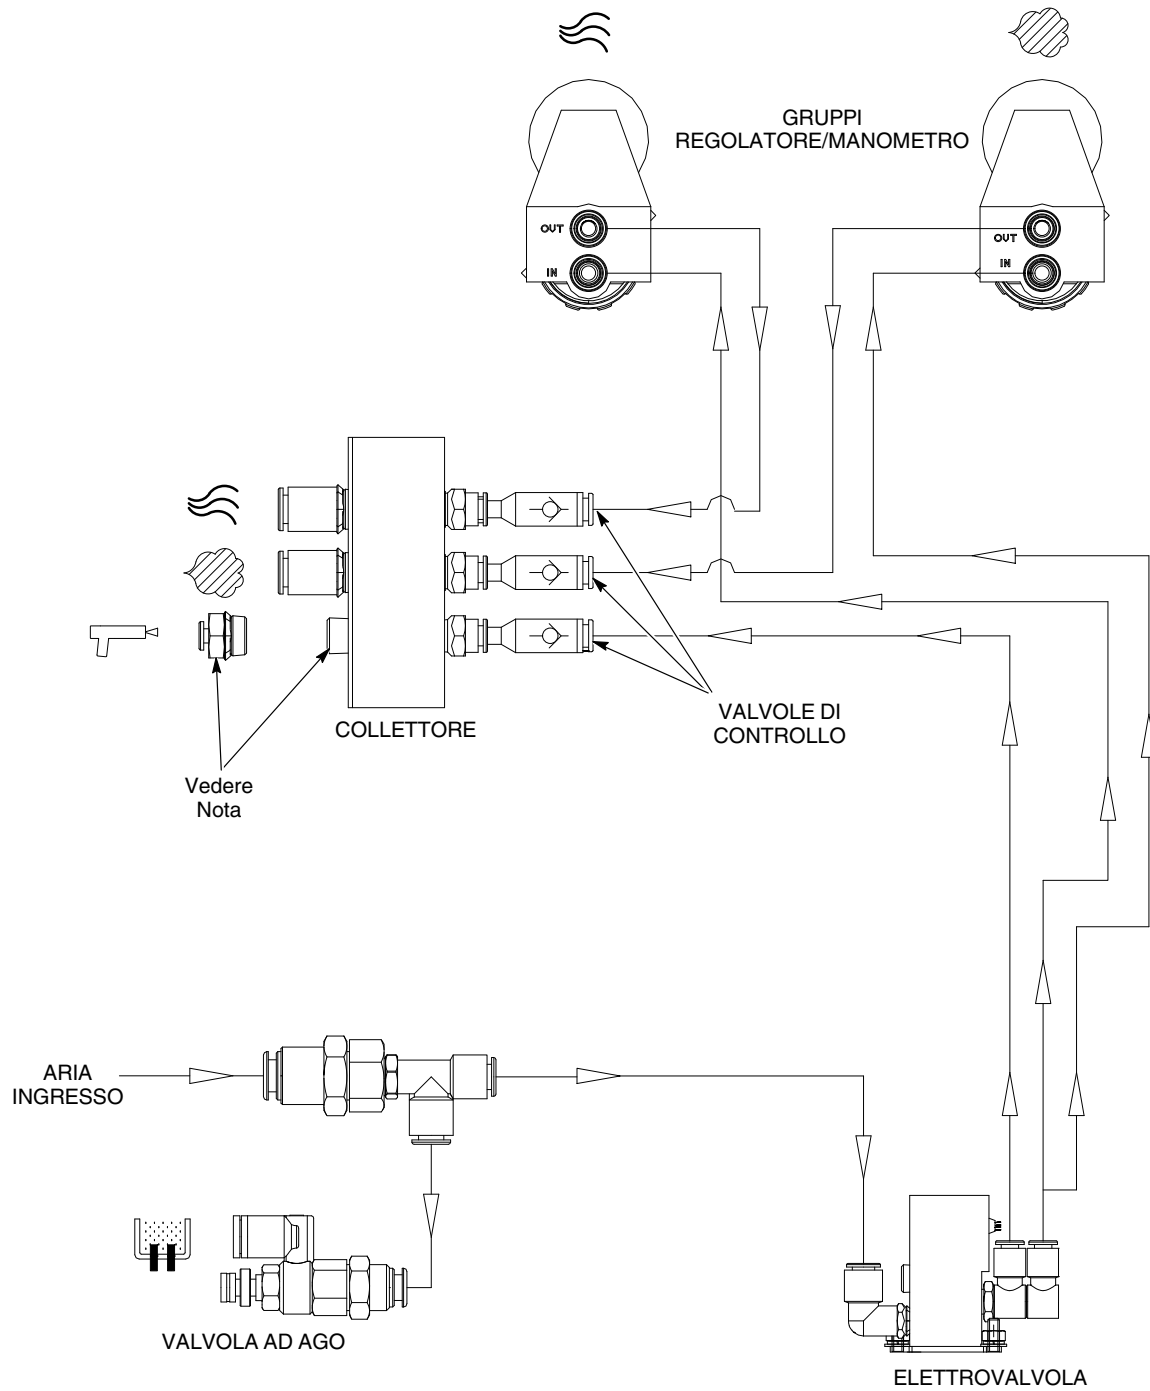 GRUPPI
REGOLATORE/MANOMETRO
OUT
IN
OUT
IN
COLLETTORE
VALVOLE DI
CONTROLLO
Vedere
Nota
ARIA
INGRESSO
VALVOLA AD AGO
ELETTROVALVOLA